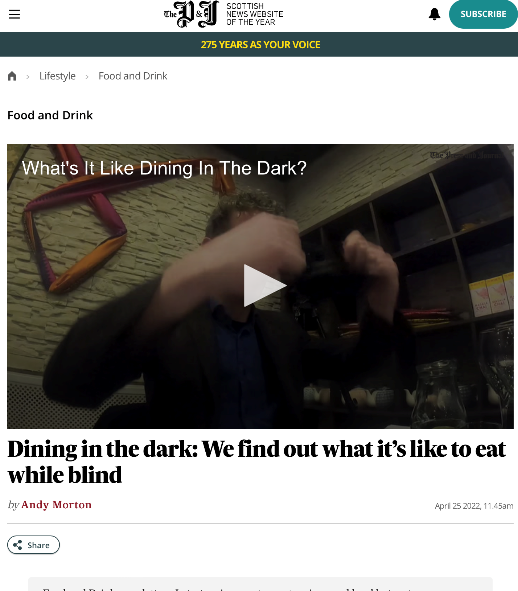 The P&J
SCOTTISH
NEWS WEBSITE
OF THE YEAR
SUBSCRIBE
275 YEARS AS YOUR VOICE
Lifestyle
Food and Drink
Food and Drink
What's It Like Dining In The Dark?
Dining in the dark: We find out what it’s like to eat
while blind
by Andy Morton
April 25 2022, 11.45am
Share